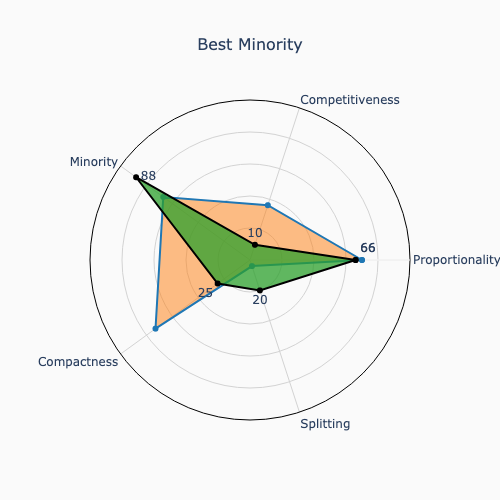 Best Minority
Competitiveness
Minority
88
10
66
Proportionality
25
20
Compactness
Splitting